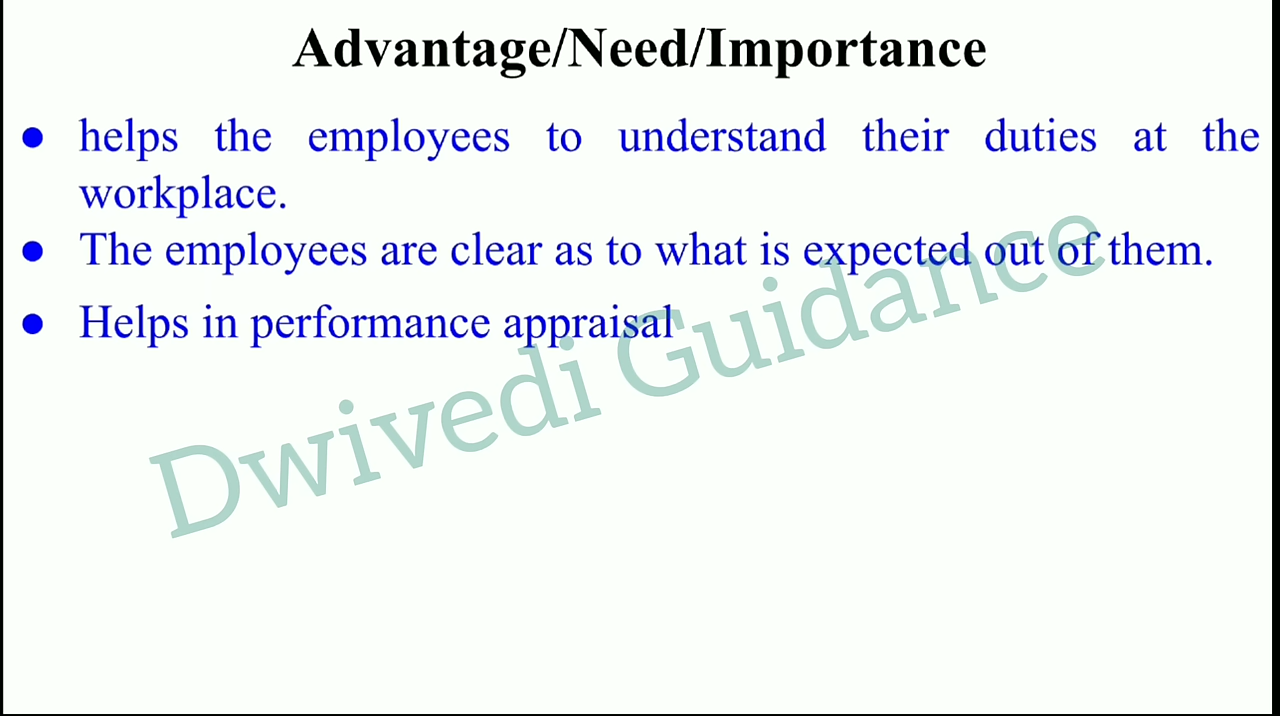 Advantage/Need/Importance
● helps the employees to understand their duties at the
workplace.
● The employees are clear as to what is expected out of them.
● Helps in performance appraisal
Dwivedi Guidance